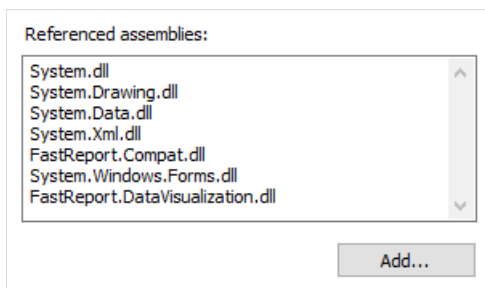 Referenced assemblies:
System.dll
System.Drawing.dll
System.Data.dll
System.Xml.dll
FastReport.Compat.dll
System.Windows.Forms.dll
FastReport.DataVisualization.dll
Add...